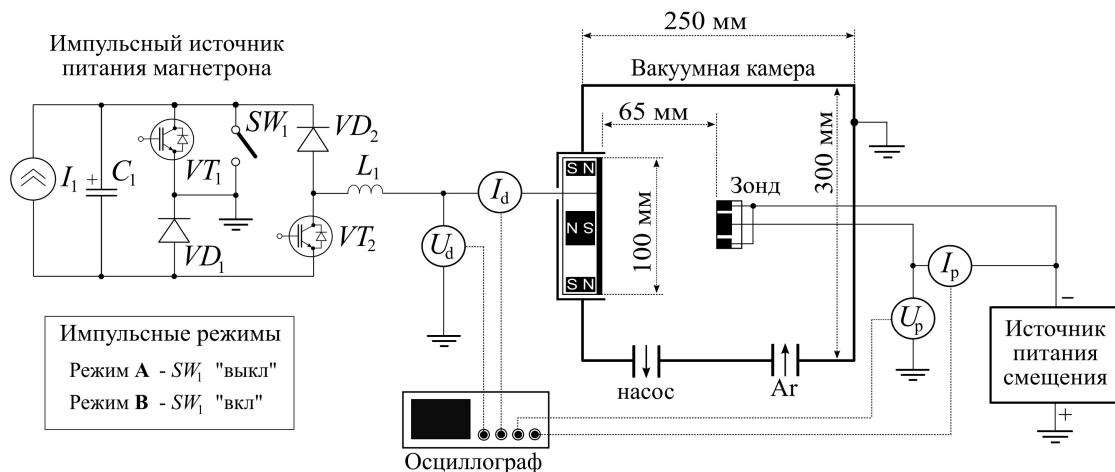 Импульсный источник
питания магнетрона
250 мм
Вакуумная камера
65 мм
SW1
VD2
I1
+
C1
VT1
L1
Id
S N
300 мм
Зонд
100 мм
N S
VD1
VT2
Ud
Ip
S N
Up
−
Источник
питания
смещения
+
Импульсные режимы
Режим A - SW1 "выкл"
Режим B - SW1 "вкл"
насос
Ar
Осциллограф